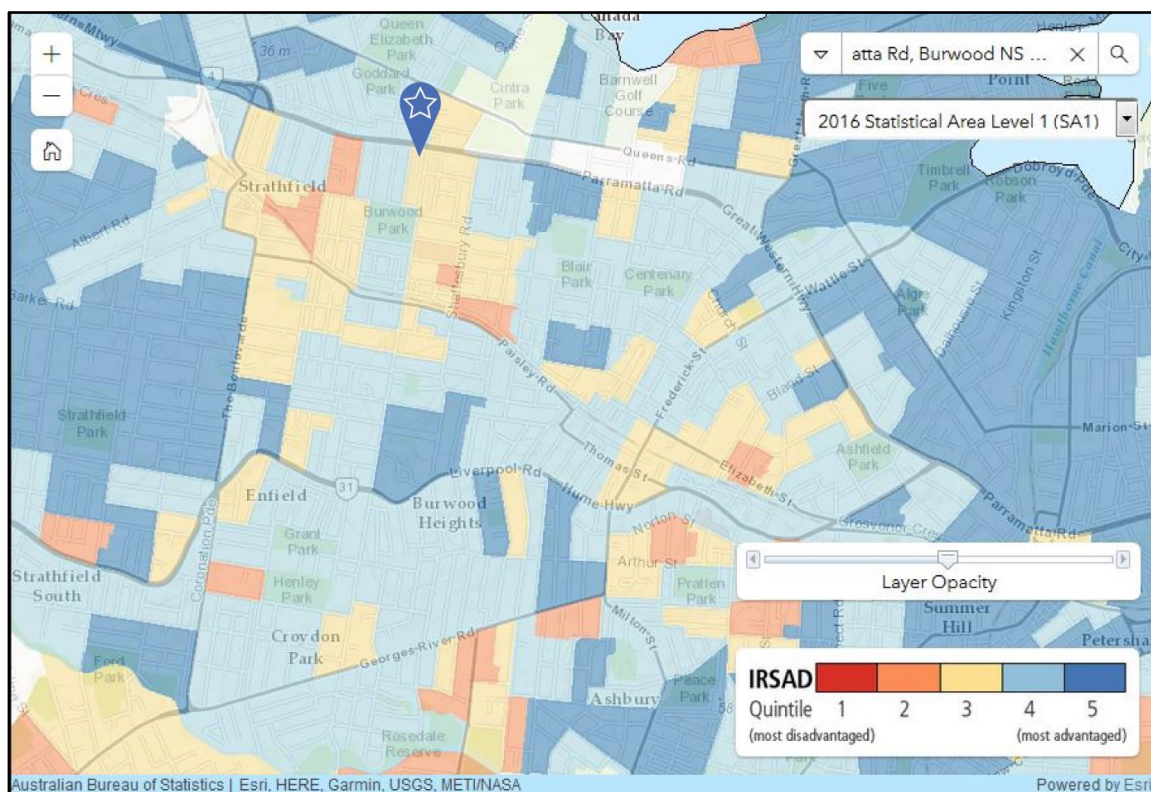 Queen
Elizabeth
Park
Canada
Bay
36 m
4
Goddard
Park
Cintra
Park
Barnwell
Golf
Course
Five
Point
+
−
atta Rd, Burwood NS ...
2016 Statistical Area Level 1 (SA1)
Queens-Rd
Parramatta Rd
Timbrell
Park
Robson
Park
Dobroyd Pde
City-W
Strathfield
Burwood
Park
Albert Rd
Shaftesbury Rd
Blair
Park
Centenary
Park
Great-Western-Hwy
Wattle St
Algie
Park
Dalhousie St
Kingston St
Hawthorne Canal
Barker-Rd
The Boulevarde
Church St
Paisley-Rd
Frederick-St
Bland St
Strathfield
Park
Marion-St
Ashfield
Park
Thomas St
Elizabeth-St
Liverpool Rd
31
Enfield
Burwood
Heights
Hume-Hwy
Grosvenor-Cres
Parramatta-Rd
Norton St
Grant
Park
Arthur St
Coronation Pde
Strathfield
South
Henley
Park
Pratten
Park
Layer Opacity
Summer
Hill
Petersha
Croydon
Park
Georges-River-Rd
Milton-St
Ford
Park
Ashbury
Peace
Park
Rosedale
Reserve
IRSAD
Quintile 1 2 3 4 5
(most disadvantaged) (most advantaged)
Australian Bureau of Statistics | Esri, HERE, Garmin, USGS, METI/NASA
Powered by Esri